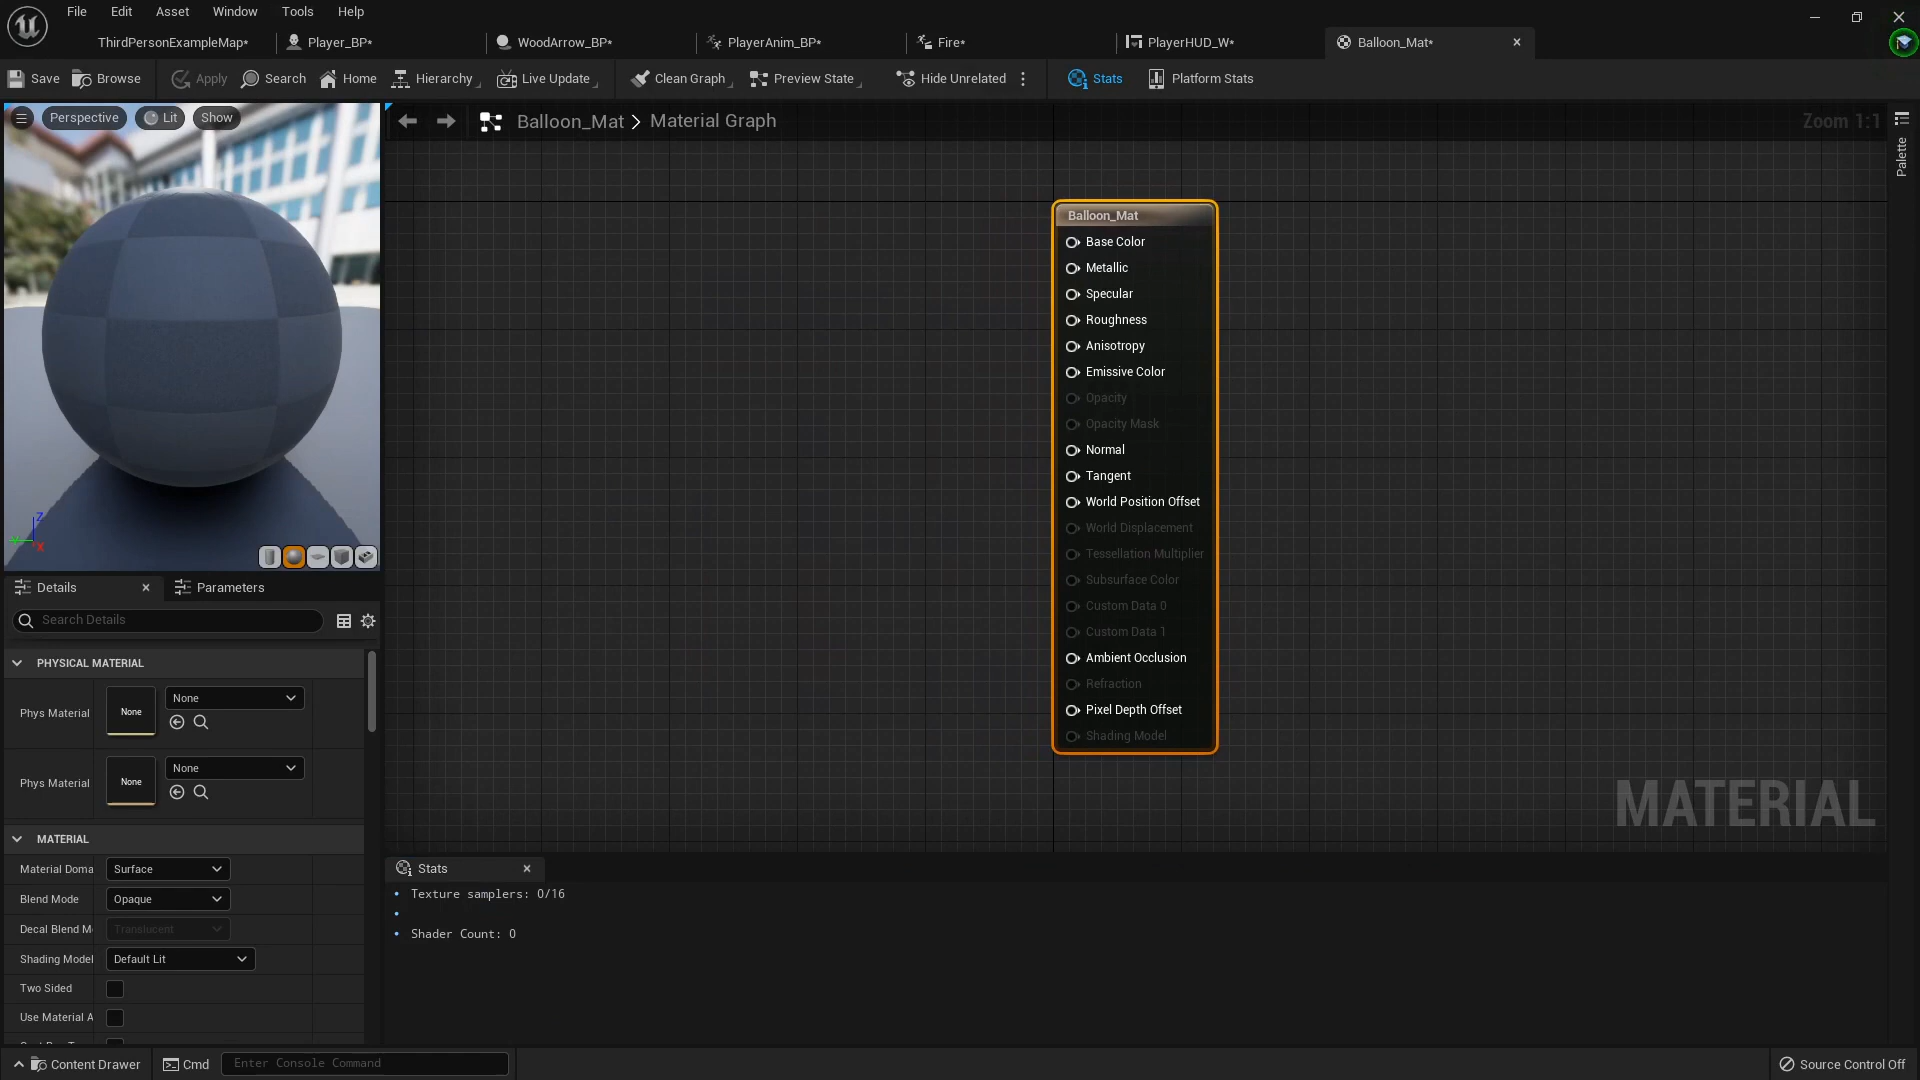 File Edit Asset Window Tools Help
ThirdPersonExampleMap* Player_BP* WoodArrow_BP* PlayerAnim_BP* Fire* PlayerHUD_W* Balloon_Mat*
Save Browse Apply Search Home Hierarchy Live Update Clean Graph Preview State Hide Unrelated Stats Platform Stats
Perspective Lit Show
Balloon_Mat > Material Graph
Zoom 1:1
Palette
Balloon_Mat
Base Color
Metallic
Specular
Roughness
Anisotropy
Emissive Color
Opacity
Opacity Mask
Normal
Tangent
World Position Offset
World Displacement
Tessellation Multiplier
Subsurface Color
Custom Data 0
Custom Data 1
Ambient Occlusion
Refraction
Pixel Depth Offset
Shading Model
MATERIAL
Z
X
Details Parameters
Search Details
PHYSICAL MATERIAL
Phys Material None None
Phys Material None None
MATERIAL
Material Doma Surface
Blend Mode Opaque
Decal Blend M Translucent
Shading Model Default Lit
Two Sided
Use Material A
Stats
• Texture samplers: 0/16
•
• Shader Count: 0
Content Drawer Cmd Enter Console Command Source Control Off